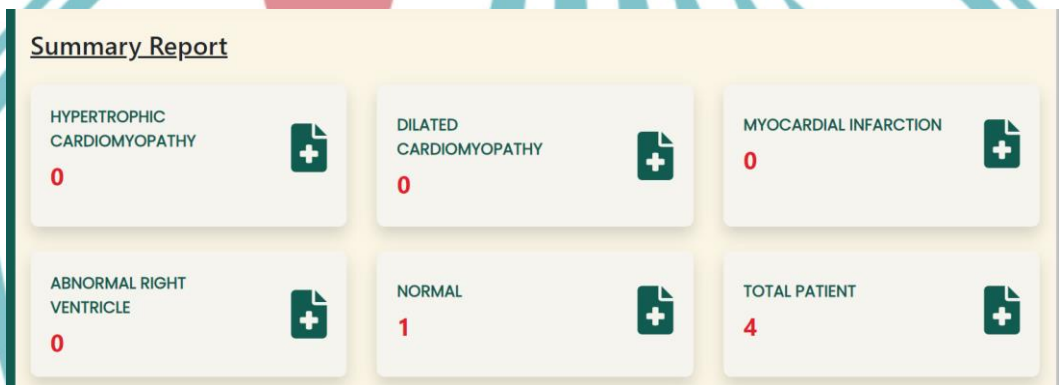 Summary Report
HYPERTROPHIC
CARDIOMYOPATHY
0
DILATED
CARDIOMYOPATHY
0
MYOCARDIAL INFARCTION
0
ABNORMAL RIGHT
VENTRICLE
0
NORMAL
1
TOTAL PATIENT
4